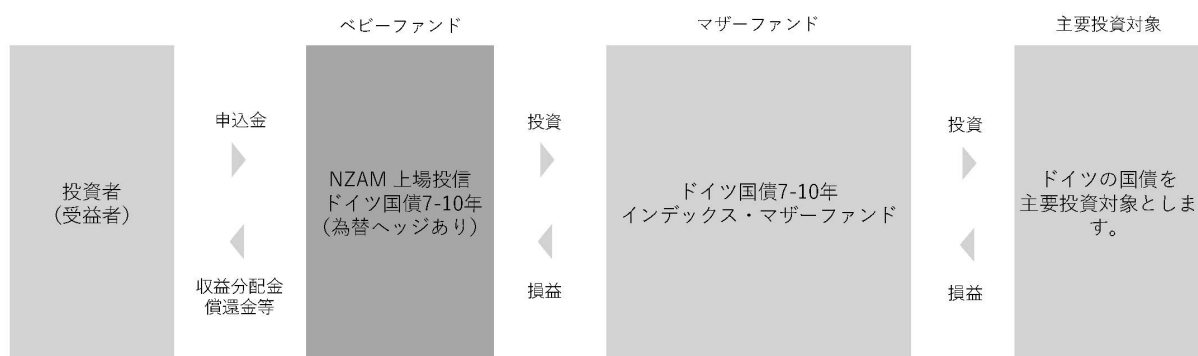 ベビーファンド
マザーファンド
主要投資対象
投資者
（受益者）
申込金
収益分配金
償還金等
NZAM 上場投信
ドイツ国債7-10年
（為替ヘッジあり）
投資
損益
ドイツ国債7-10年
インデックス・マザーファンド
投資
損益
ドイツの国債を
主要投資対象としま
す。